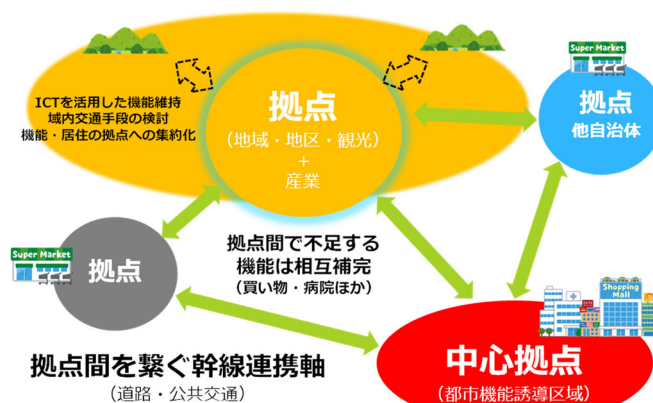 ICTを活用した機能維持
域内交通手段の検討
機能・居住の拠点への集約化
拠点
(地域・地区・観光)
+
産業
Super Market
拠点
他自治体
Super Market
拠点
拠点間で不足する
機能は相互補完
(買い物・病院ほか)
Shopping
Mall
中心拠点
(都市機能誘導区域)
拠点間を繋ぐ幹線連携軸
(道路・公共交通)